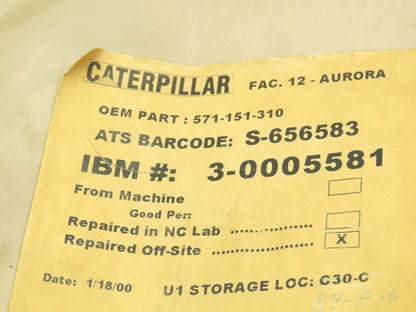 CATERPILLAR FAC. 12 - AURORA
OEM PART : 571-151-310
ATS BARCODE: S-656583
IBM #: 3-0005581
From Machine
Good Per:
Repaired in NC Lab ..................
Repaired Off-Site ...................... X
Date: 1/18/00 U1 STORAGE LOC: C30-C